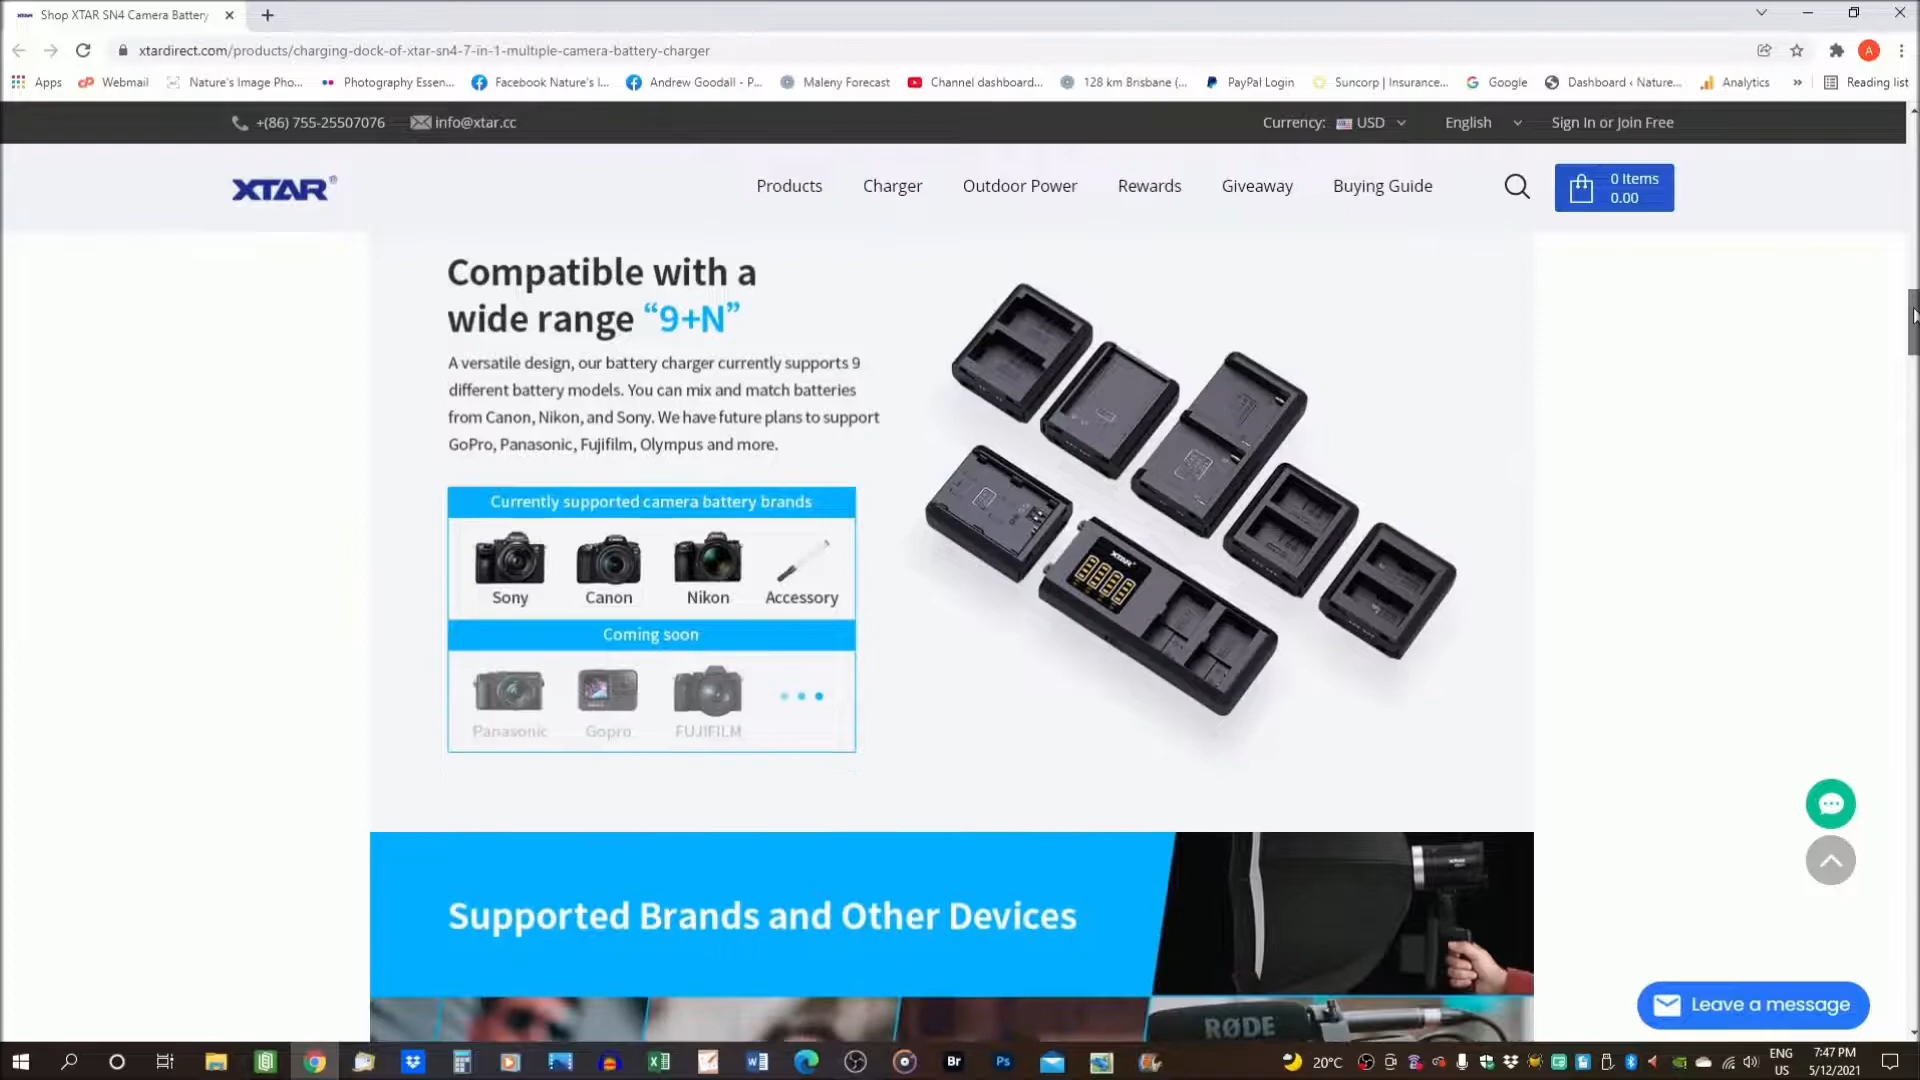 Shop XTAR SN4 Camera Battery
xtardirect.com/products/charging-dock-of-xtar-sn4-7-in-1-multiple-camera-battery-charger
A
Apps
Webmail
Nature's Image Pho...
Photography Essen...
Facebook Nature's I...
Andrew Goodall - P...
Maleny Forecast
Channel dashboard...
128 km Brisbane (...
PayPal Login
Suncorp | Insurance...
Google
Dashboard ‹ Nature...
Analytics
»
Reading list
+(86) 755-25507076
info@xtar.cc
Currency:
USD
English
Sign In or Join Free
XTAR®
Products
Charger
Outdoor Power
Rewards
Giveaway
Buying Guide
0 Items
0.00
Compatible with a
wide range “9+N”
A versatile design, our battery charger currently supports 9
different battery models. You can mix and match batteries
from Canon, Nikon, and Sony. We have future plans to support
GoPro, Panasonic, Fujifilm, Olympus and more.
Currently supported camera battery brands
Sony
Canon
Nikon
Accessory
Coming soon
Panasonic
Gopro
FUJIFILM
XTAR
Supported Brands and Other Devices
RØDE
Leave a message
Br
Ps
20°C
ENG
US
7:47 PM
5/12/2021